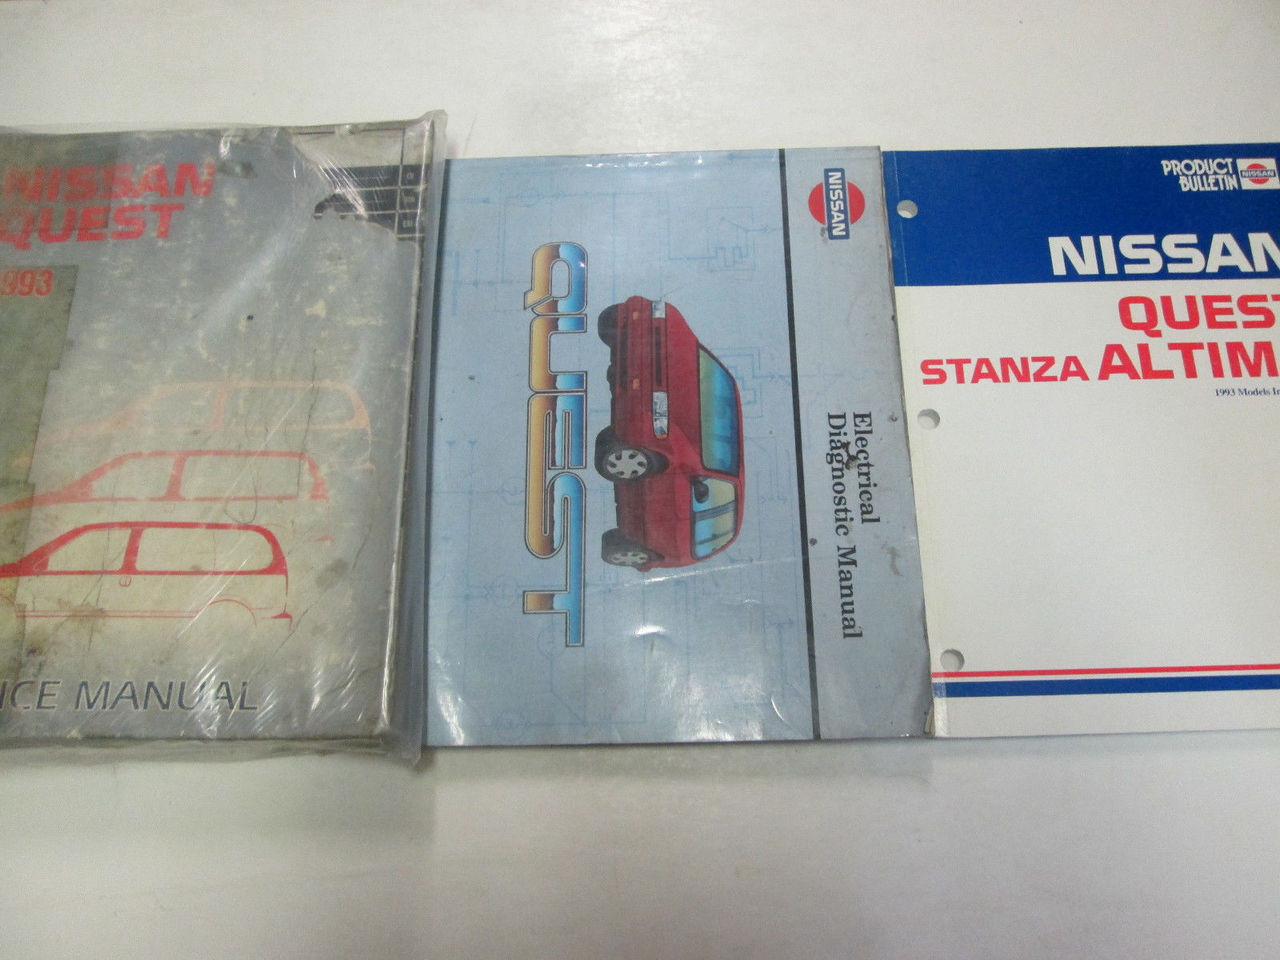 NISSAN
QUEST
1993
ICE MANUAL
QUEST
NISSAN
Electrical
Diagnostic Manual
PRODUCT
BULLETIN
NISSAN
NISSAN
QUEST
STANZA ALTIM
1993 Models